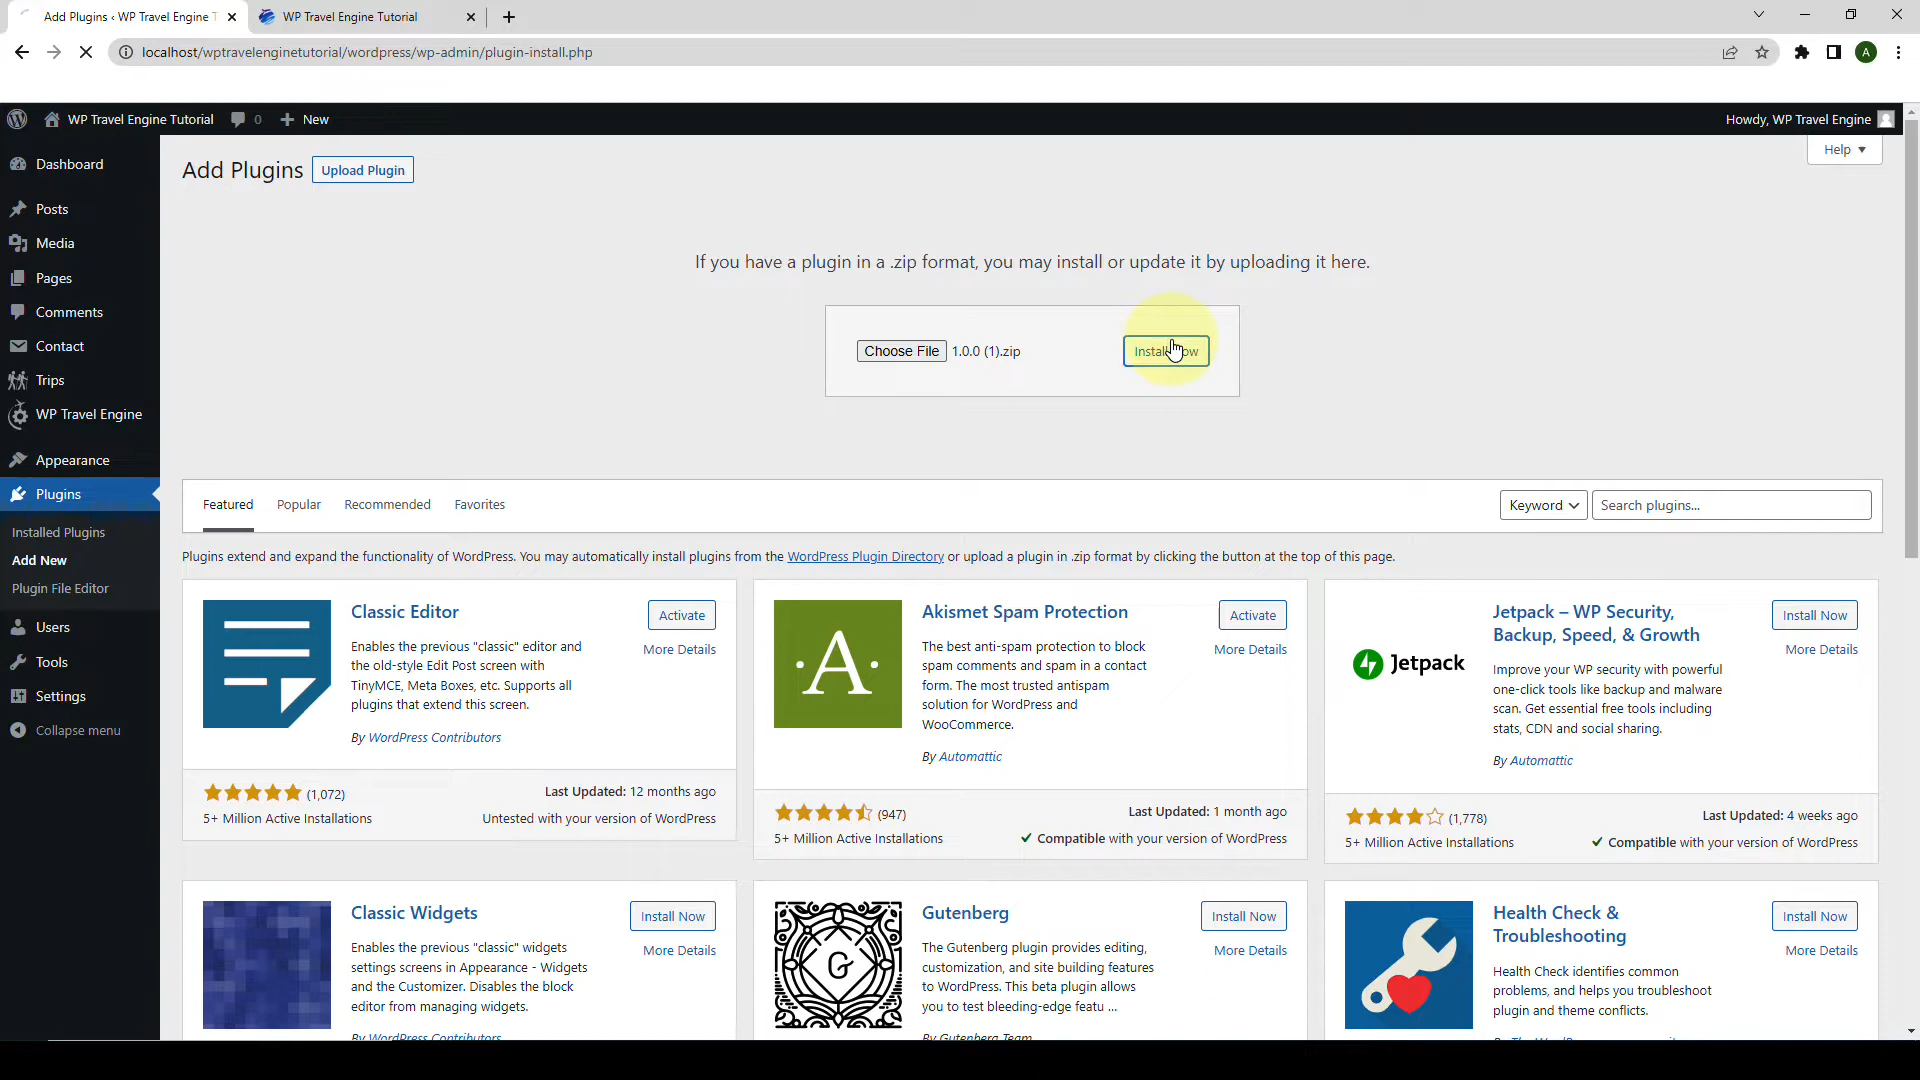 Add Plugins ‹ WP Travel Engine T
WP Travel Engine Tutorial
localhost/wptravelenginetutorial/wordpress/wp-admin/plugin-install.php
A
WP Travel Engine Tutorial
0
New
Howdy, WP Travel Engine
Help
Dashboard
Posts
Media
Pages
Comments
Contact
Trips
WP Travel Engine
Appearance
Plugins
Installed Plugins
Add New
Plugin File Editor
Users
Tools
Settings
Collapse menu
Add Plugins
Upload Plugin
If you have a plugin in a .zip format, you may install or update it by uploading it here.
Choose File 1.0.0 (1).zip
Install Now
Featured Popular Recommended Favorites
Keyword
Search plugins...
Plugins extend and expand the functionality of WordPress. You may automatically install plugins from the WordPress Plugin Directory or upload a plugin in .zip format by clicking the button at the top of this page.
Classic Editor
Activate
More Details
Enables the previous "classic" editor and
the old-style Edit Post screen with
TinyMCE, Meta Boxes, etc. Supports all
plugins that extend this screen.
By WordPress Contributors
(1,072)
5+ Million Active Installations
Last Updated: 12 months ago
Untested with your version of WordPress
·A·
Akismet Spam Protection
Activate
More Details
The best anti-spam protection to block
spam comments and spam in a contact
form. The most trusted antispam
solution for WordPress and
WooCommerce.
By Automattic
(947)
5+ Million Active Installations
Last Updated: 1 month ago
Compatible with your version of WordPress
Jetpack
Jetpack – WP Security,
Backup, Speed, & Growth
Install Now
More Details
Improve your WP security with powerful
one-click tools like backup and malware
scan. Get essential free tools including
stats, CDN and social sharing.
By Automattic
(1,778)
5+ Million Active Installations
Last Updated: 4 weeks ago
Compatible with your version of WordPress
Classic Widgets
Install Now
More Details
Enables the previous "classic" widgets
settings screens in Appearance - Widgets
and the Customizer. Disables the block
editor from managing widgets.
By WordPress Contributors
G
Gutenberg
Install Now
More Details
The Gutenberg plugin provides editing,
customization, and site building features
to WordPress. This beta plugin allows
you to test bleeding-edge featu ...
By Gutenberg Team
Health Check &
Troubleshooting
Install Now
More Details
Health Check identifies common
problems, and helps you troubleshoot
plugin and theme conflicts.